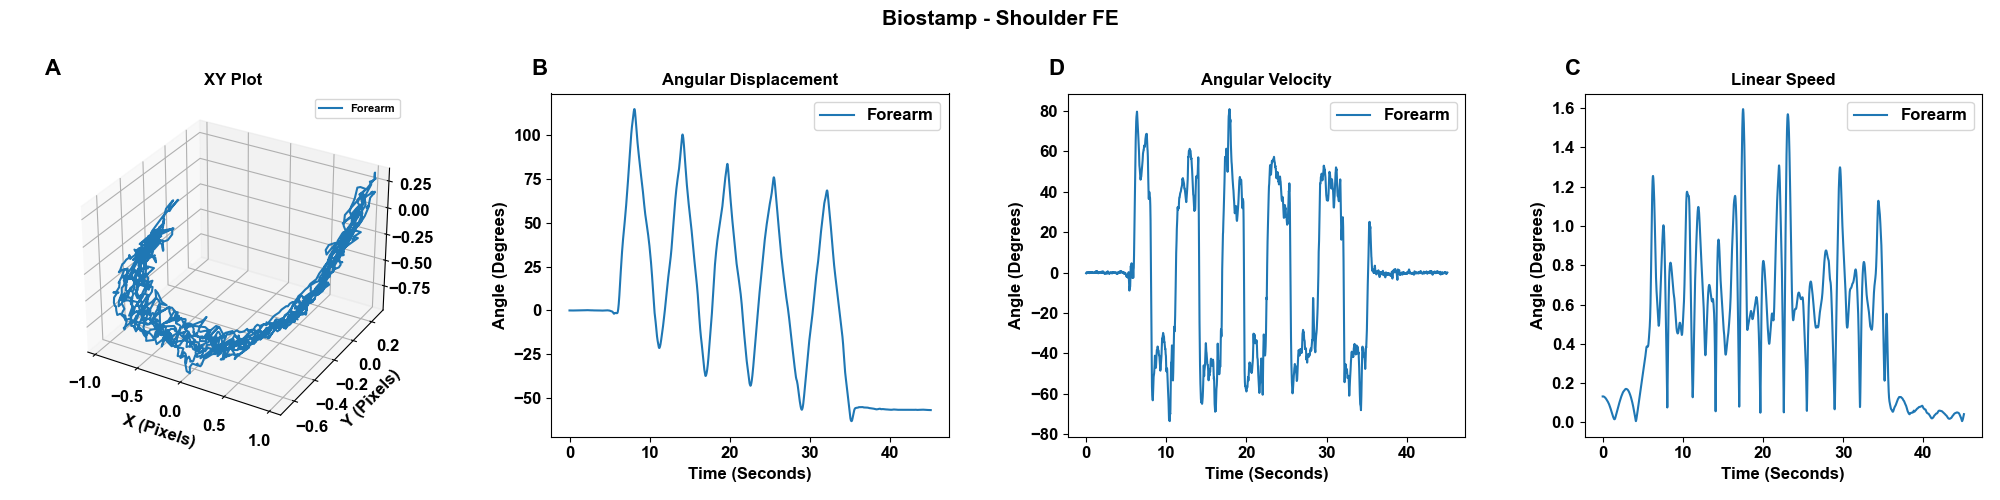 Biostamp - Shoulder FE
A
XY Plot
Forearm
0.25
0.00
−0.25
−0.50
−0.75
−1.0
−0.5
0.0
0.5
1.0
X (Pixels)
0.2
0.0
−0.2
−0.4
−0.6
Y (Pixels)
B
Angular Displacement
Forearm
100
75
50
25
0
−25
−50
Angle (Degrees)
0 10 20 30 40
Time (Seconds)
D
Angular Velocity
Forearm
80
60
40
20
0
−20
−40
−60
−80
Angle (Degrees)
0 10 20 30 40
Time (Seconds)
C
Linear Speed
Forearm
1.6
1.4
1.2
1.0
0.8
0.6
0.4
0.2
0.0
Angle (Degrees)
0 10 20 30 40
Time (Seconds)